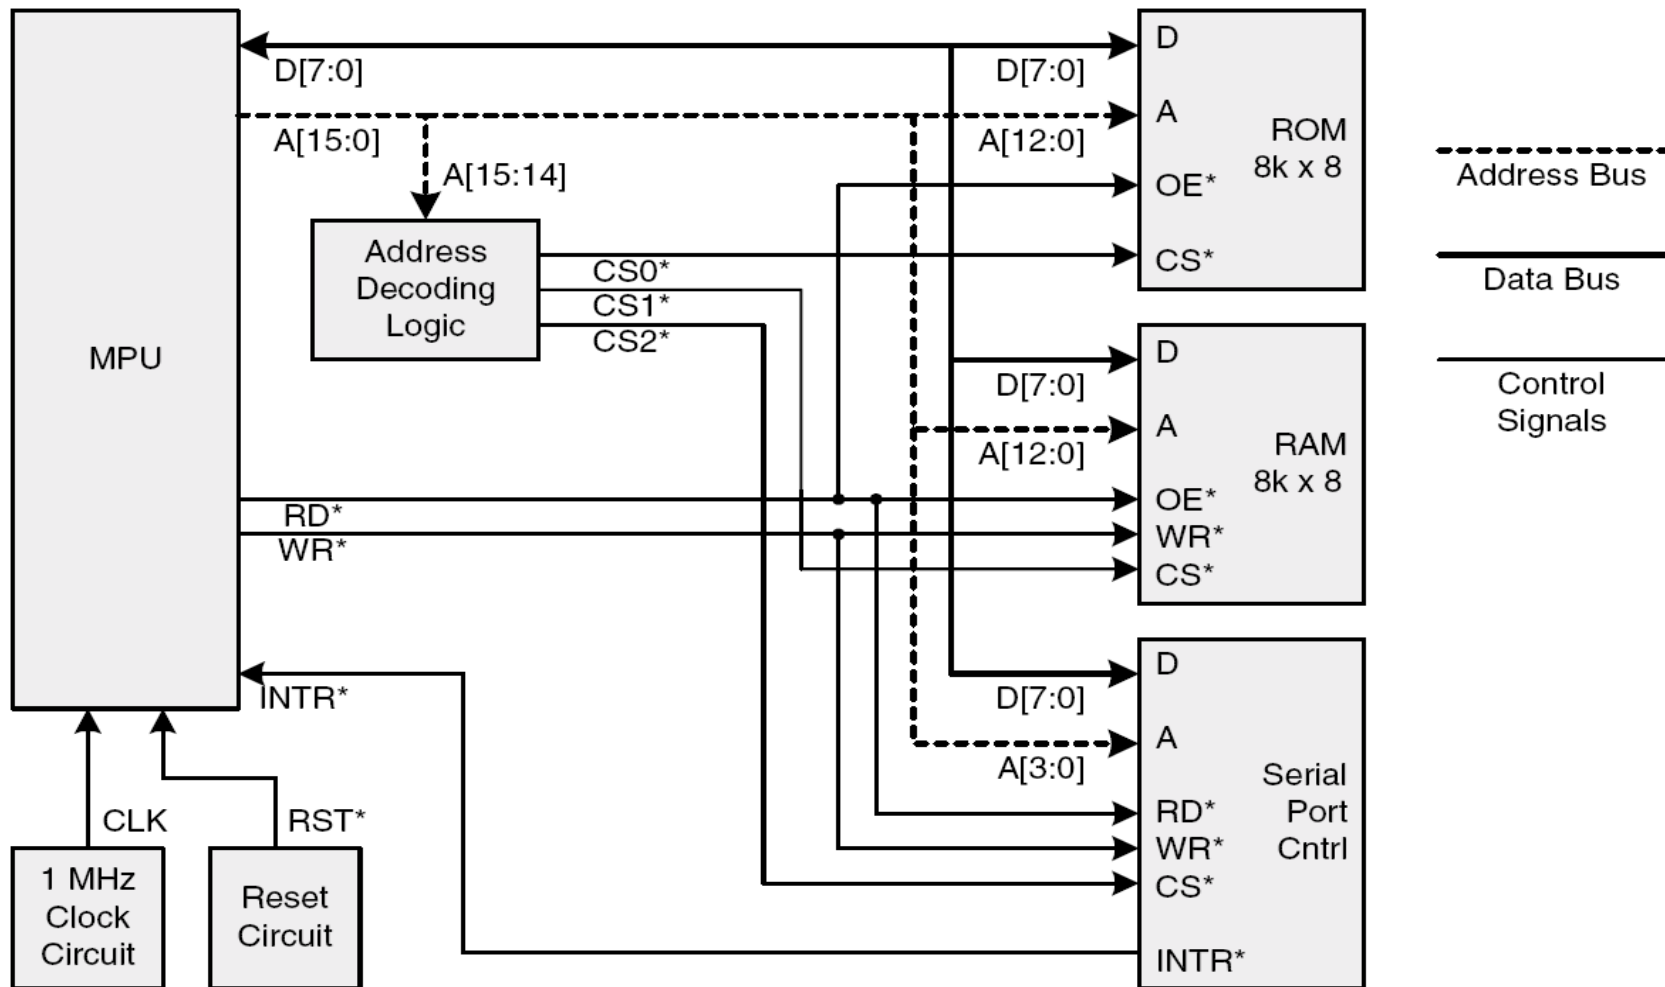 MPU
D[7:0]
A[15:0]
A[15:14]
Address
Decoding
Logic
CS0*
CS1*
CS2*
RD*
WR*
INTR*
CLK
RST*
1 MHz
Clock
Circuit
Reset
Circuit
D[7:0]
A[12:0]
D
A
OE*
CS*
ROM
8k x 8
D[7:0]
A[12:0]
D
A
OE*
WR*
CS*
RAM
8k x 8
D[7:0]
A[3:0]
D
A
RD*
WR*
CS*
INTR*
Serial
Port
Cntrl
Address Bus
Data Bus
Control
Signals